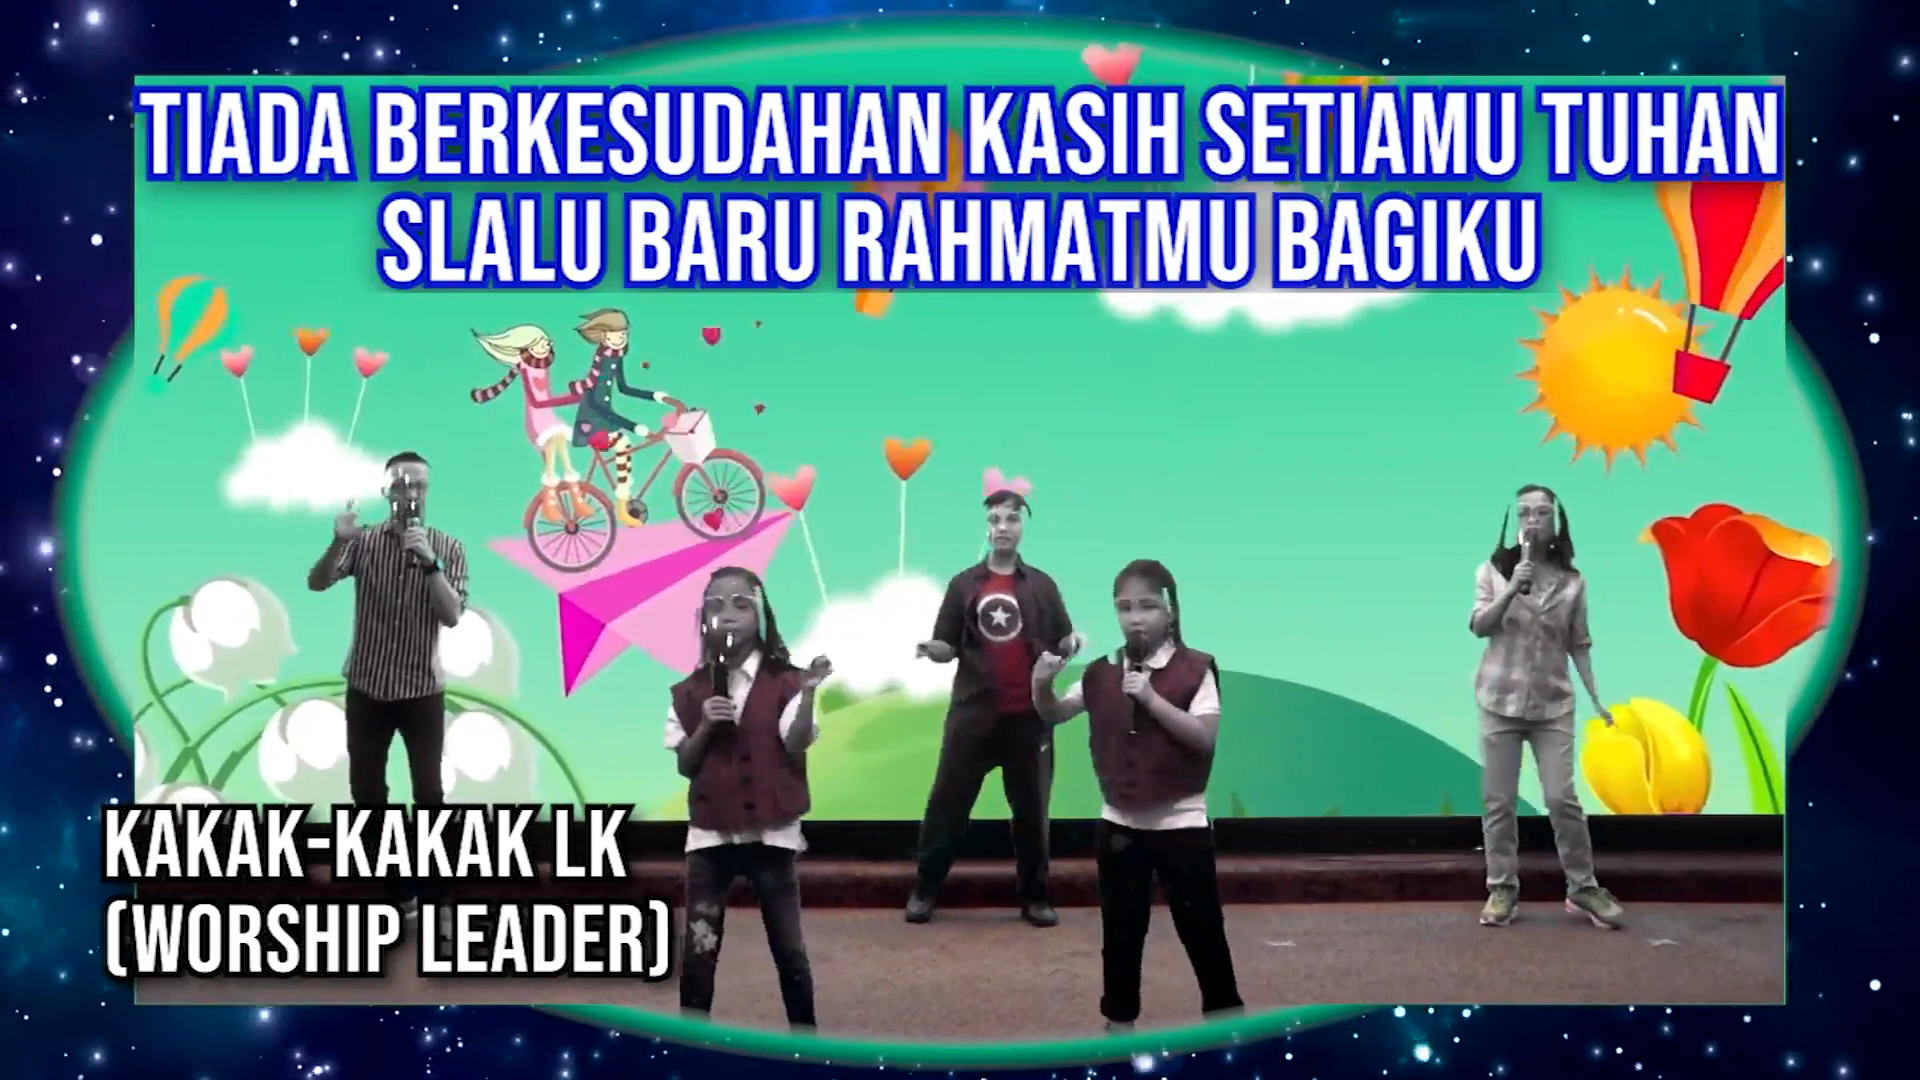 TIADA BERKESUDAHAN KASIH SETIAMU TUHAN
SLALU BARU RAHMATMU BAGIKU
KAKAK-KAKAK LK
(WORSHIP LEADER)